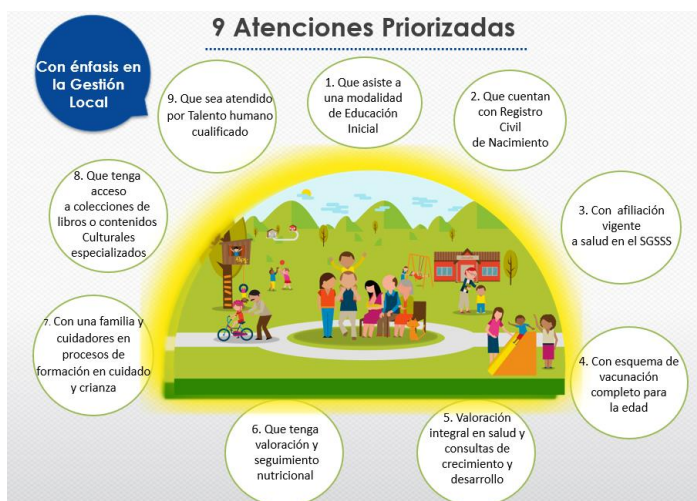 9 Atenciones Priorizadas
Con énfasis en
la Gestión
Local
1. Que asiste a
una modalidad
de Educación
Inicial
2. Que cuentan
con Registro
Civil
de Nacimiento
3. Con afiliación
vigente
a salud en el SGSSS
4. Con esquema de
vacunación
completo para
la edad
5. Valoración
integral en salud y
consultas de
crecimiento y
desarrollo
6. Que tenga
valoración y
seguimiento
nutricional
7. Con una familia y
cuidadores en
procesos de
formación en cuidado
y crianza
8. Que tenga
acceso
a colecciones de
libros o contenidos
Culturales
especializados
9. Que sea atendido
por Talento humano
cualificado